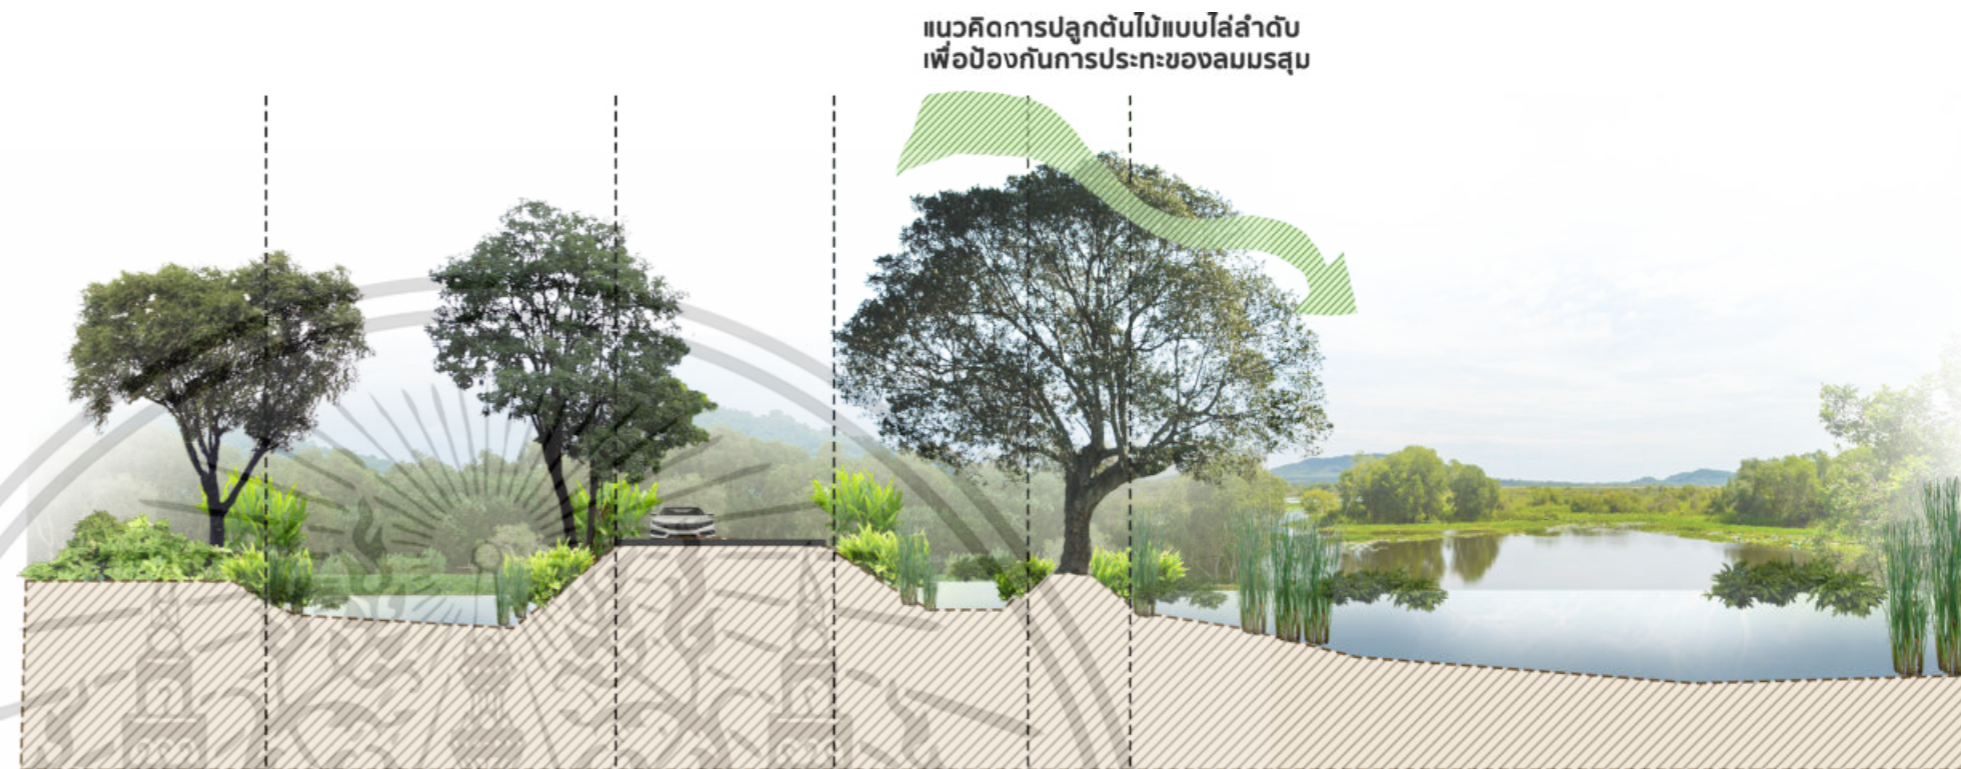 แนวคิดการปลูกต้นไม้แบบไล่ลำดับ
เพื่อป้องกันการประทะของลมมรสุม